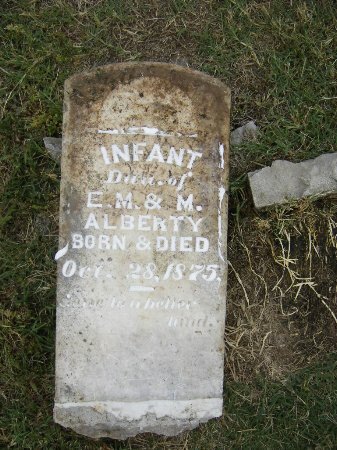 INFANT
Dau. of
E.M. & M.
ALBERTY
BORN & DIED
Oct. 28, 1875.
to a better
land.